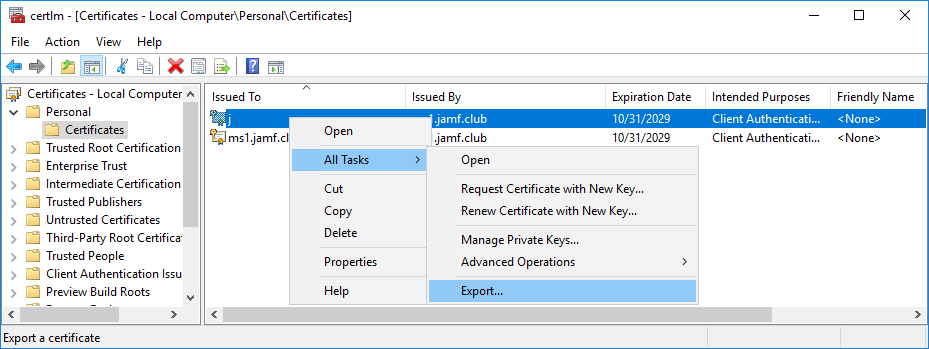 certlm - [Certificates - Local Computer\Personal\Certificates]
File Action View Help
Certificates - Local Computer
Personal
Certificates
Trusted Root Certification
Enterprise Trust
Intermediate Certification
Trusted Publishers
Untrusted Certificates
Third-Party Root Certifica
Trusted People
Client Authentication Issu
Preview Build Roots
Issued To Issued By Expiration Date Intended Purposes Friendly Name
j 1.jamf.club 10/31/2029 Client Authenticati... <None>
ms1.jamf.cl .jamf.club 10/31/2029 Client Authenticati... <None>
Open
All Tasks
Cut
Copy
Delete
Properties
Help
Open
Request Certificate with New Key...
Renew Certificate with New Key...
Manage Private Keys...
Advanced Operations
Export...
Export a certificate